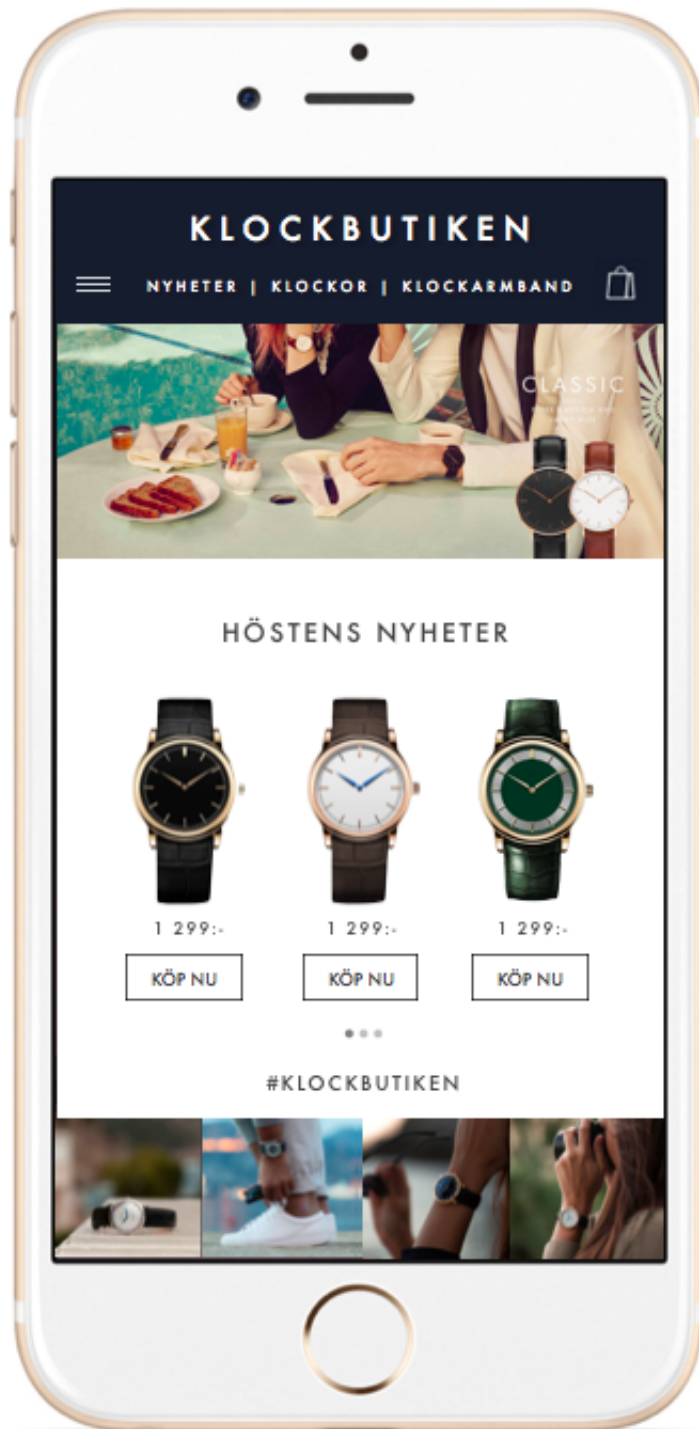 KLOCKBUTIKEN
NYHETER | KLOCKOR | KLOCKARMBAND
CLASSIC
HÖSTENS NYHETER
1 299:- 1 299:- 1 299:-
KÖP NU KÖP NU KÖP NU
#KLOCKBUTIKEN